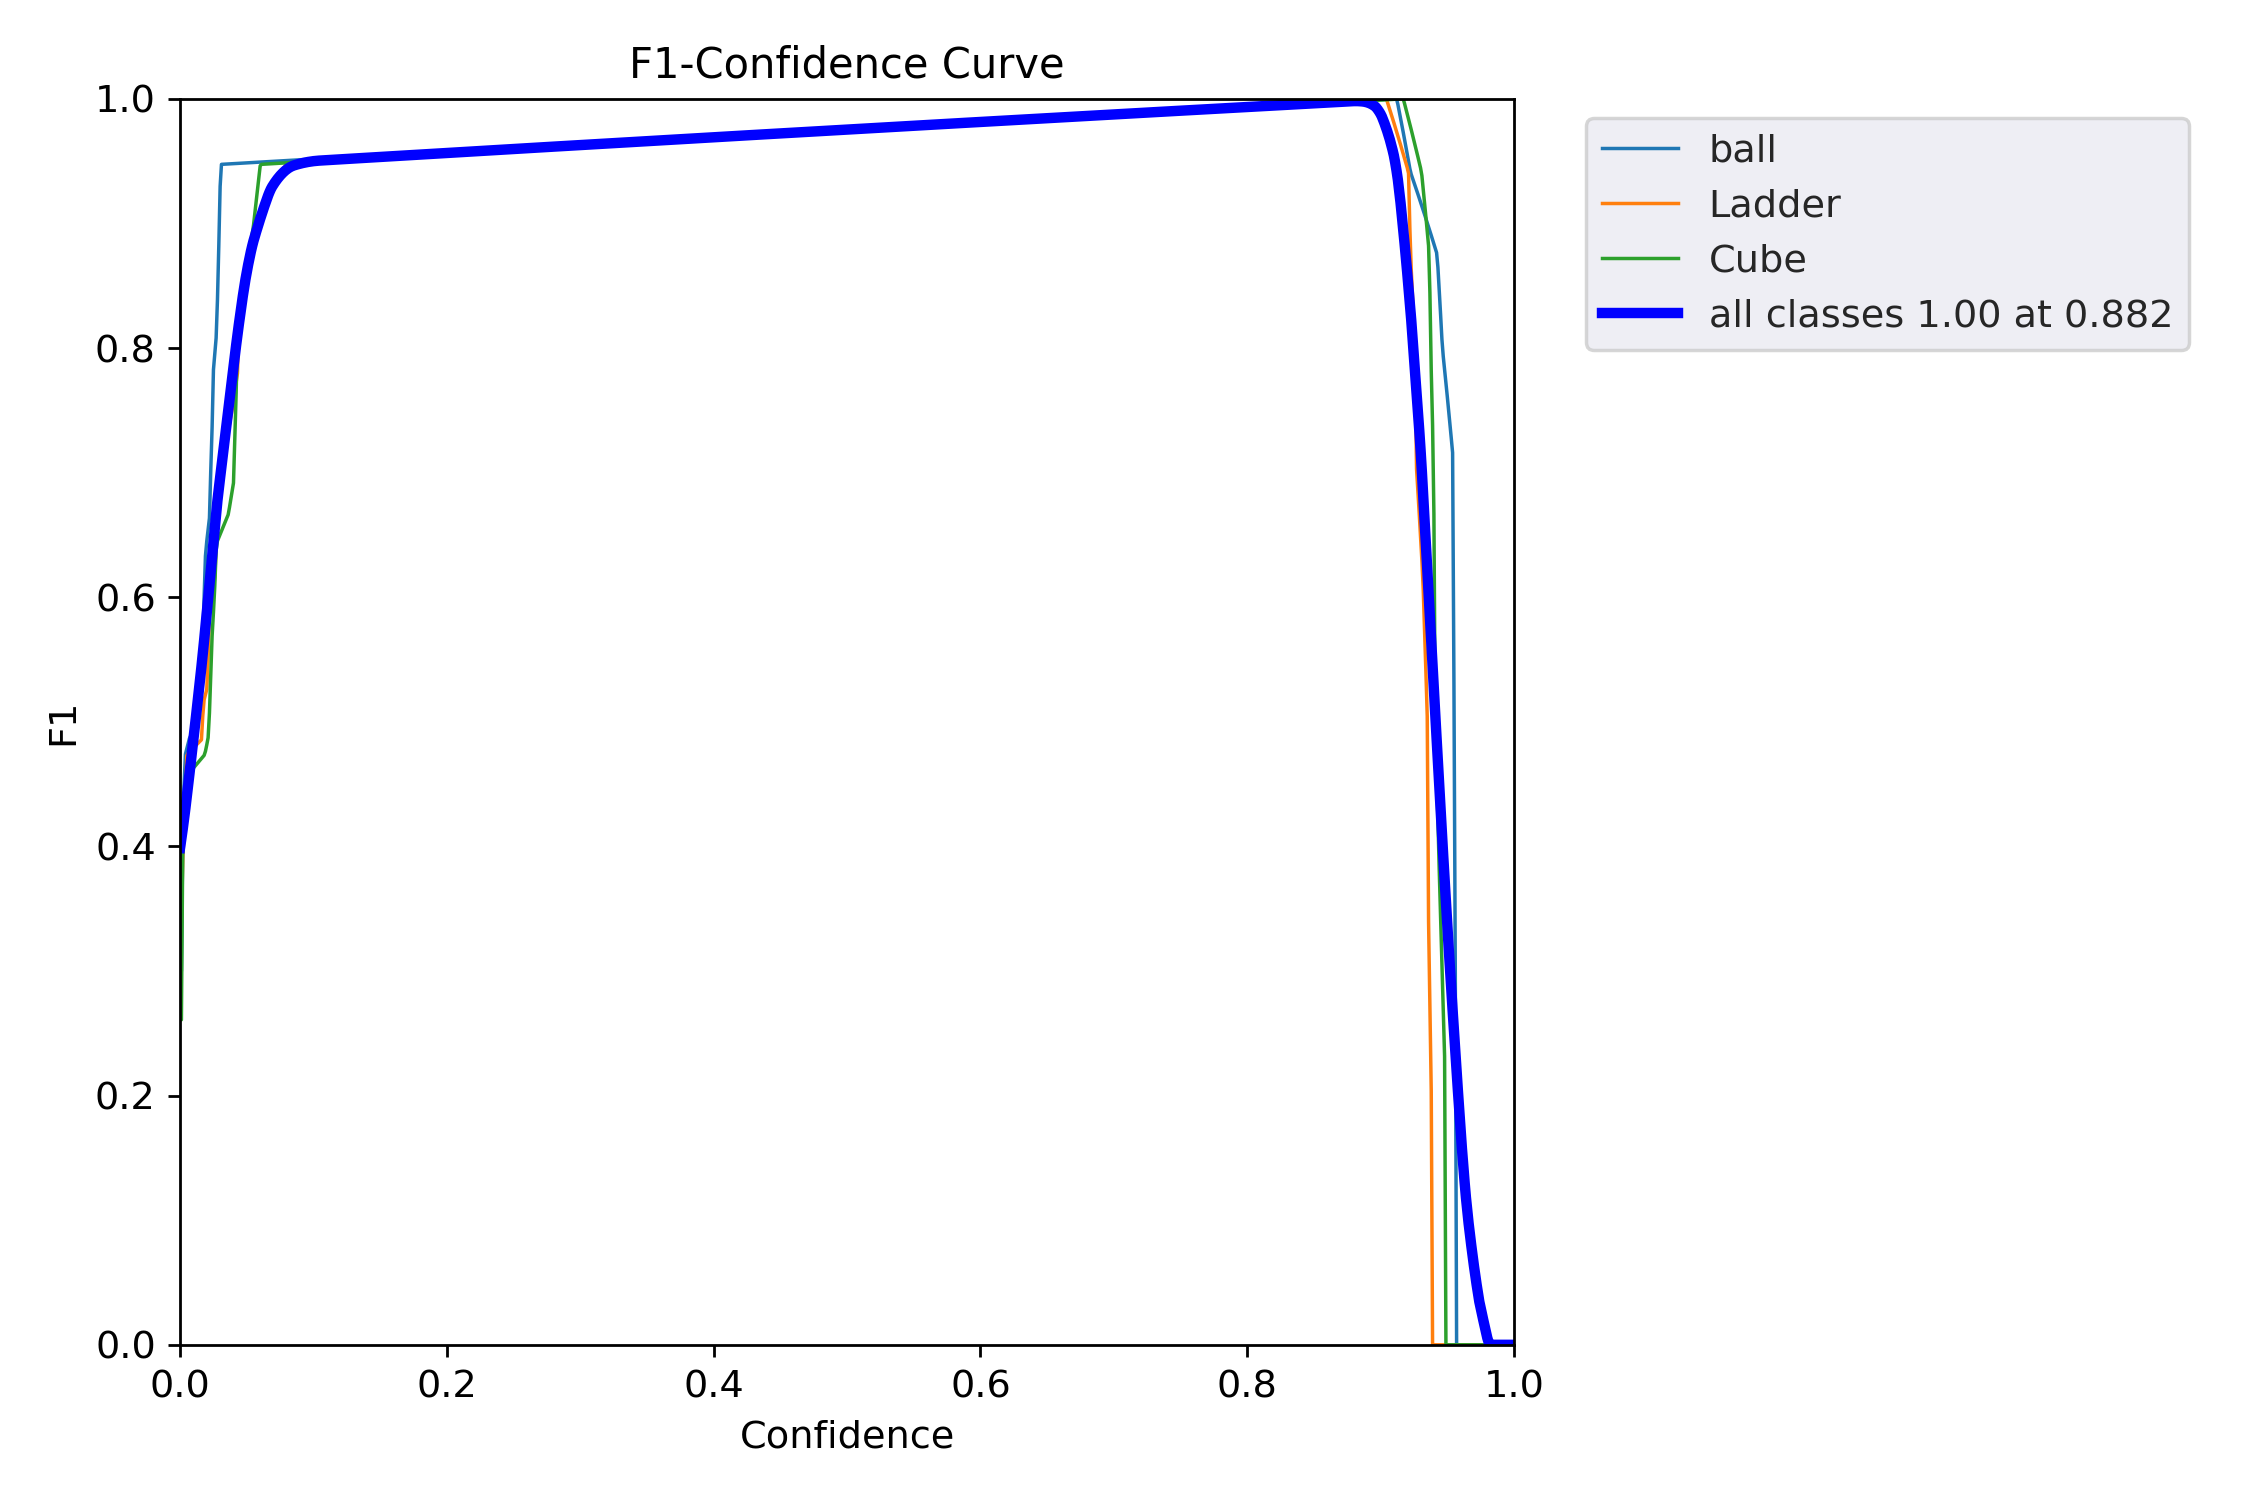 F1-Confidence Curve
1.0
0.8
0.6
0.4
0.2
0.0
F1
0.0 0.2 0.4 0.6 0.8 1.0
Confidence
ball
Ladder
Cube
all classes 1.00 at 0.882